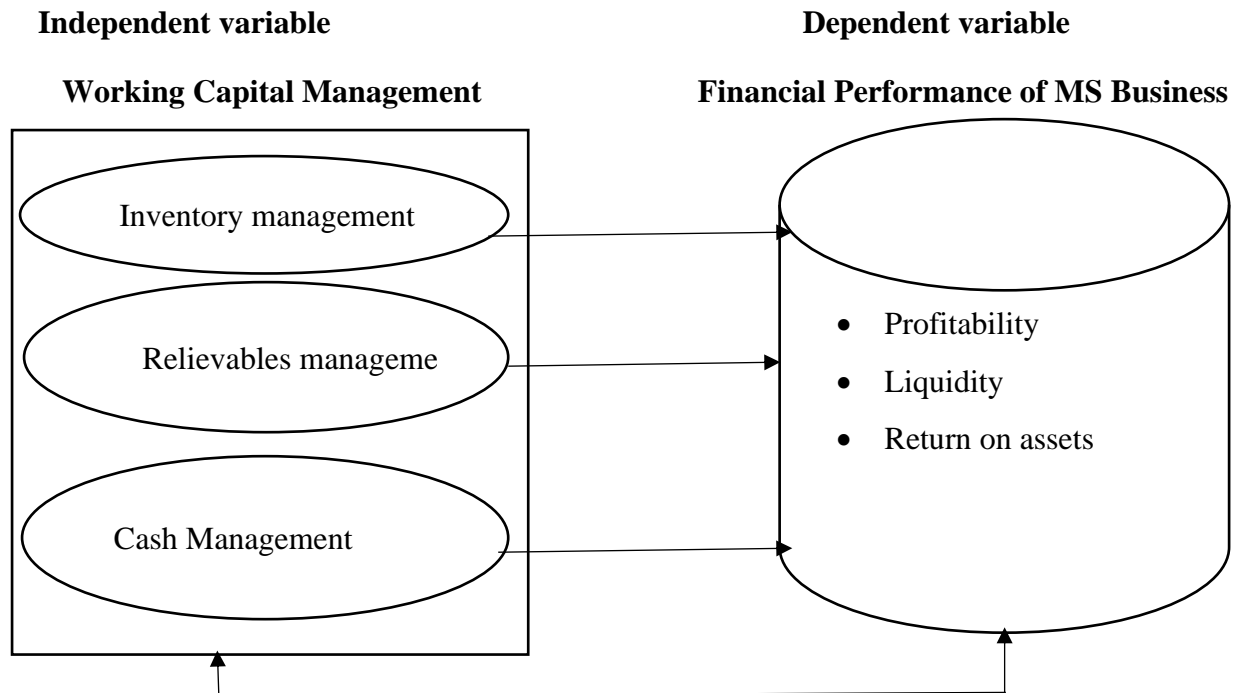 Independent variable
Dependent variable
Working Capital Management
Financial Performance of MS Business
Inventory management
Relievables manageme
Cash Management
• Profitability
• Liquidity
• Return on assets